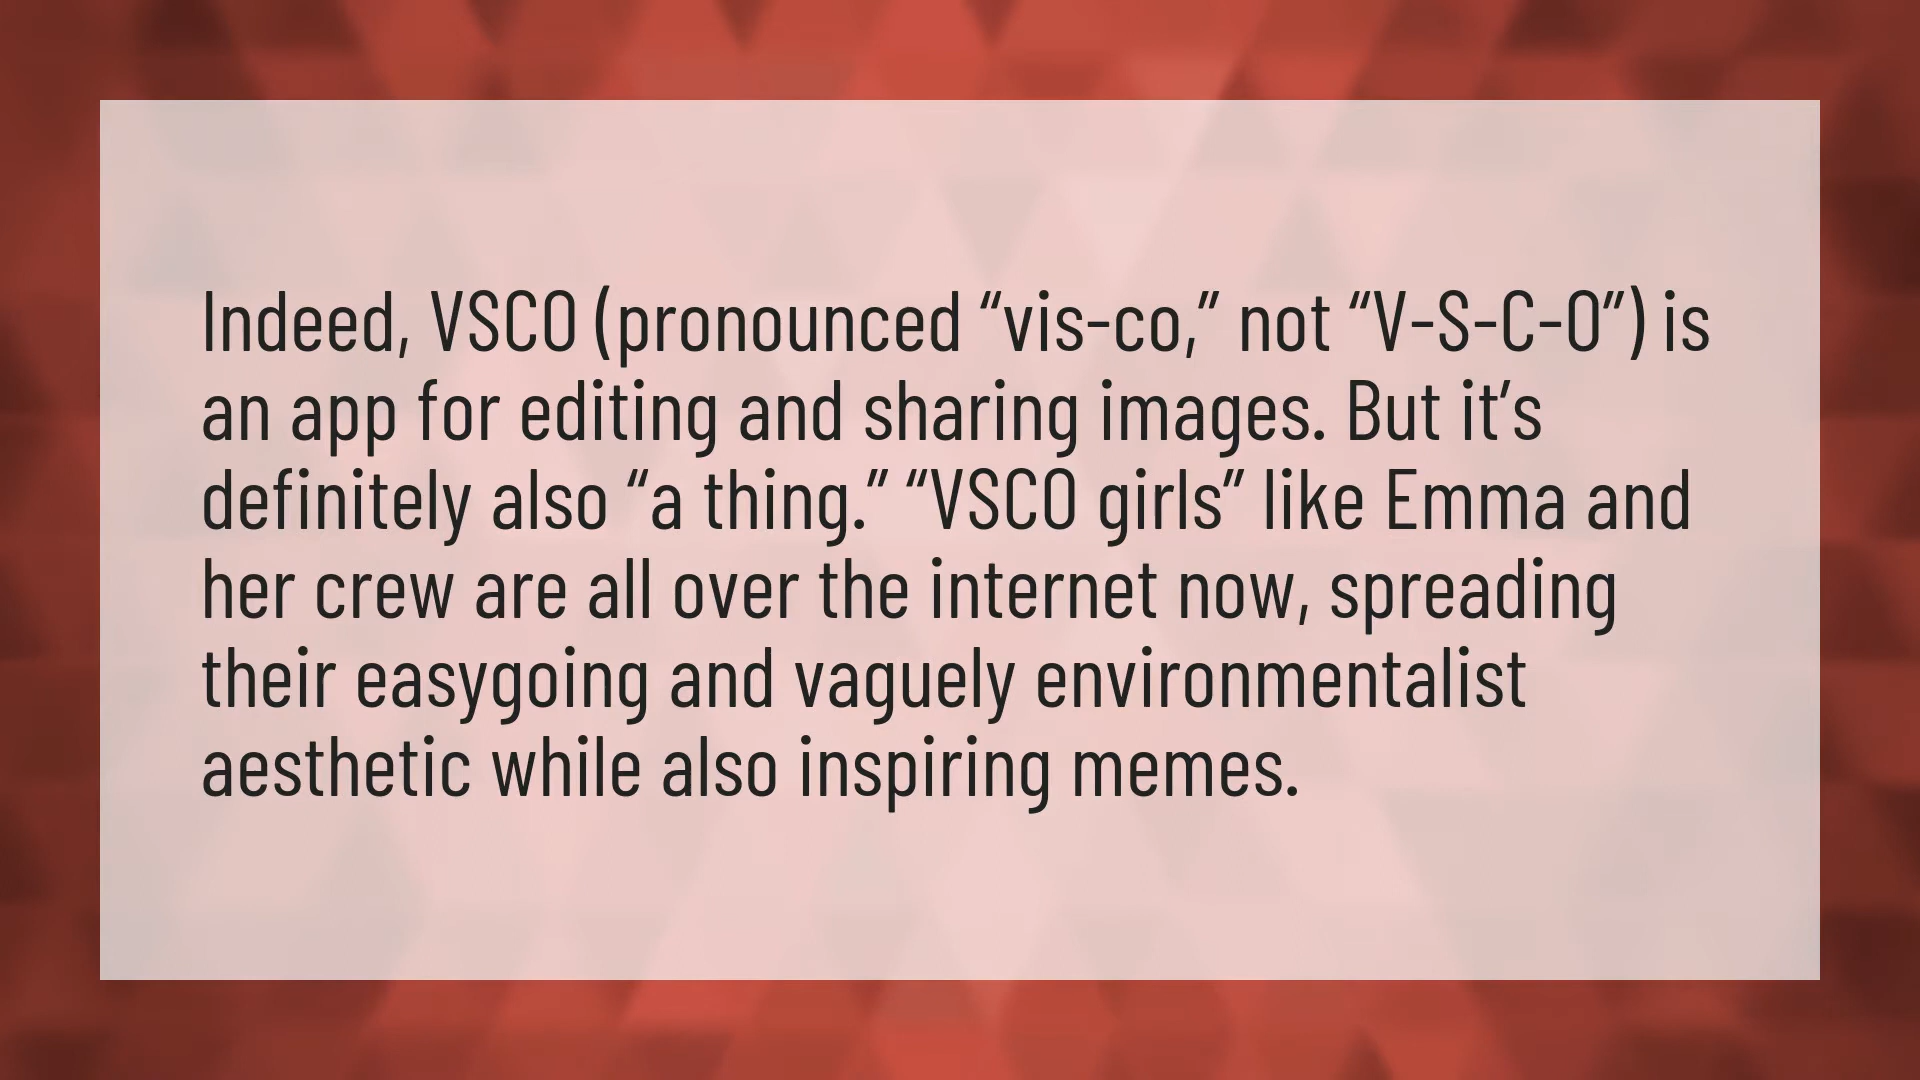 Indeed, VSCO (pronounced “vis-co,” not “V-S-C-O”) is
an app for editing and sharing images. But it’s
definitely also “a thing.” “VSCO girls” like Emma and
her crew are all over the internet now, spreading
their easygoing and vaguely environmentalist
aesthetic while also inspiring memes.